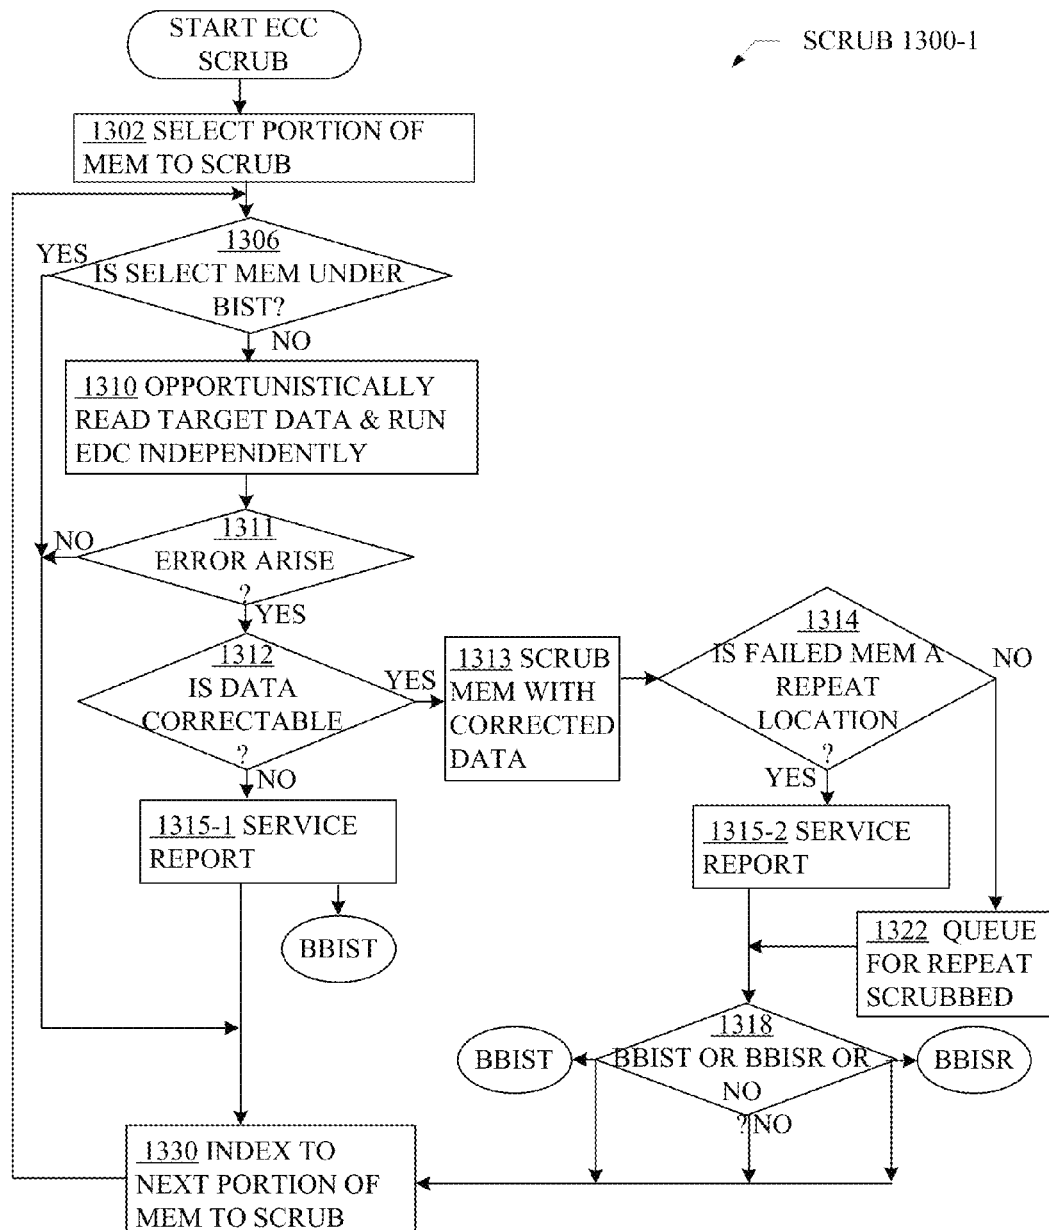 START ECC
SCRUB
SCRUB 1300-1
1302 SELECT PORTION OF
MEM TO SCRUB
YES
1306
IS SELECT MEM UNDER
BIST?
NO
1310 OPPORTUNISTICALLY
READ TARGET DATA & RUN
EDC INDEPENDENTLY
NO
1311
ERROR ARISE
?
YES
1312
IS DATA
CORRECTABLE
?
YES
NO
1313 SCRUB
MEM WITH
CORRECTED
DATA
1314
IS FAILED MEM A
REPEAT
LOCATION
?
NO
YES
1315-1 SERVICE
REPORT
BBIST
1315-2 SERVICE
REPORT
1322 QUEUE
FOR REPEAT
SCRUBBED
1318
BBIST OR BBISR OR
NO
?
NO
BBIST
BBISR
1330 INDEX TO
NEXT PORTION OF
MEM TO SCRUB